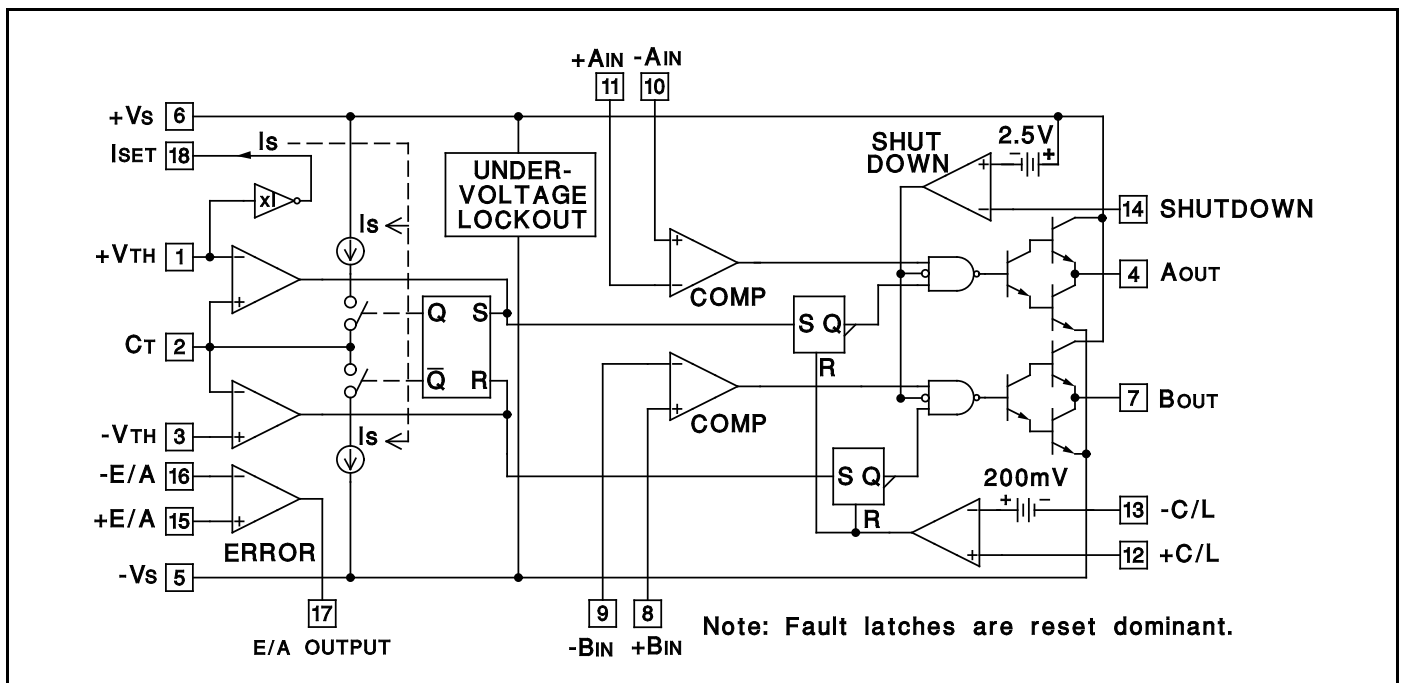 +AIN -AIN
11 10
+VS 6
ISET 18
IS
x1
+VTH 1
CT 2
-VTH 3
-E/A 16
+E/A 15
-VS 5
ERROR
17
E/A OUTPUT
IS
IS
Q S
Q̅ R
UNDER-
VOLTAGE
LOCKOUT
+
−
COMP
−
+
COMP
9 8
-BIN +BIN
SHUT
DOWN
2.5V
− +
+
−
14 SHUTDOWN
4 AOUT
7 BOUT
S Q
R
S Q
R
200mV
+ −
−
+
13 -C/L
12 +C/L
−
+
−
+
−
+
Note: Fault latches are reset dominant.